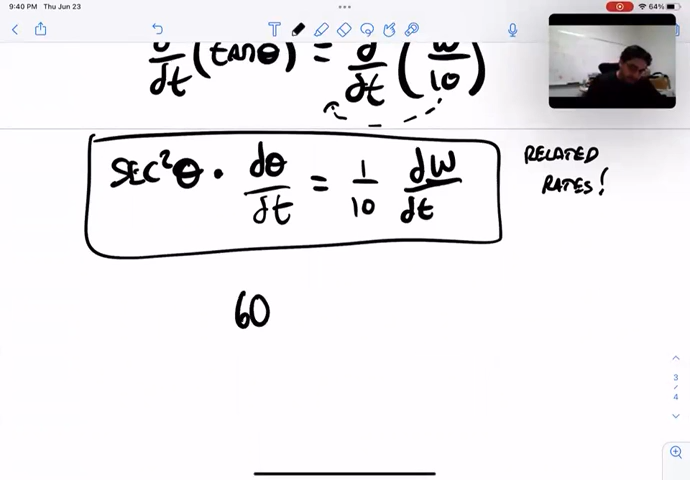 9:40 PM Thu Jun 23
64%
d/dt (tanθ) = d/dt (w/10)
SEC²θ · dθ/dt = 1/10 dw/dt
RELATED
RATES!
60
3
/
4